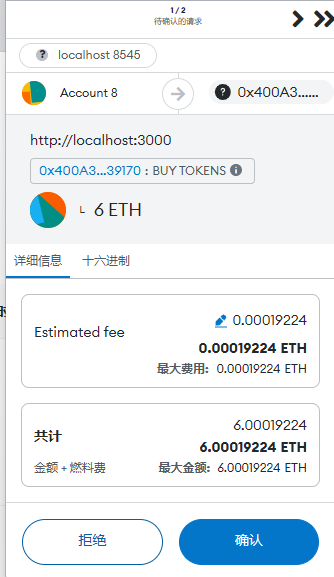 1 / 2
待确认的请求
localhost 8545
Account 8
0x400A3......
http://localhost:3000
0x400A3...39170 : BUY TOKENS
6 ETH
详细信息 十六进制
Estimated fee
0.00019224
0.00019224 ETH
最大费用: 0.00019224 ETH
共计
6.00019224
6.00019224 ETH
金额 + 燃料费 最大金额: 6.00019224 ETH
拒绝 确认